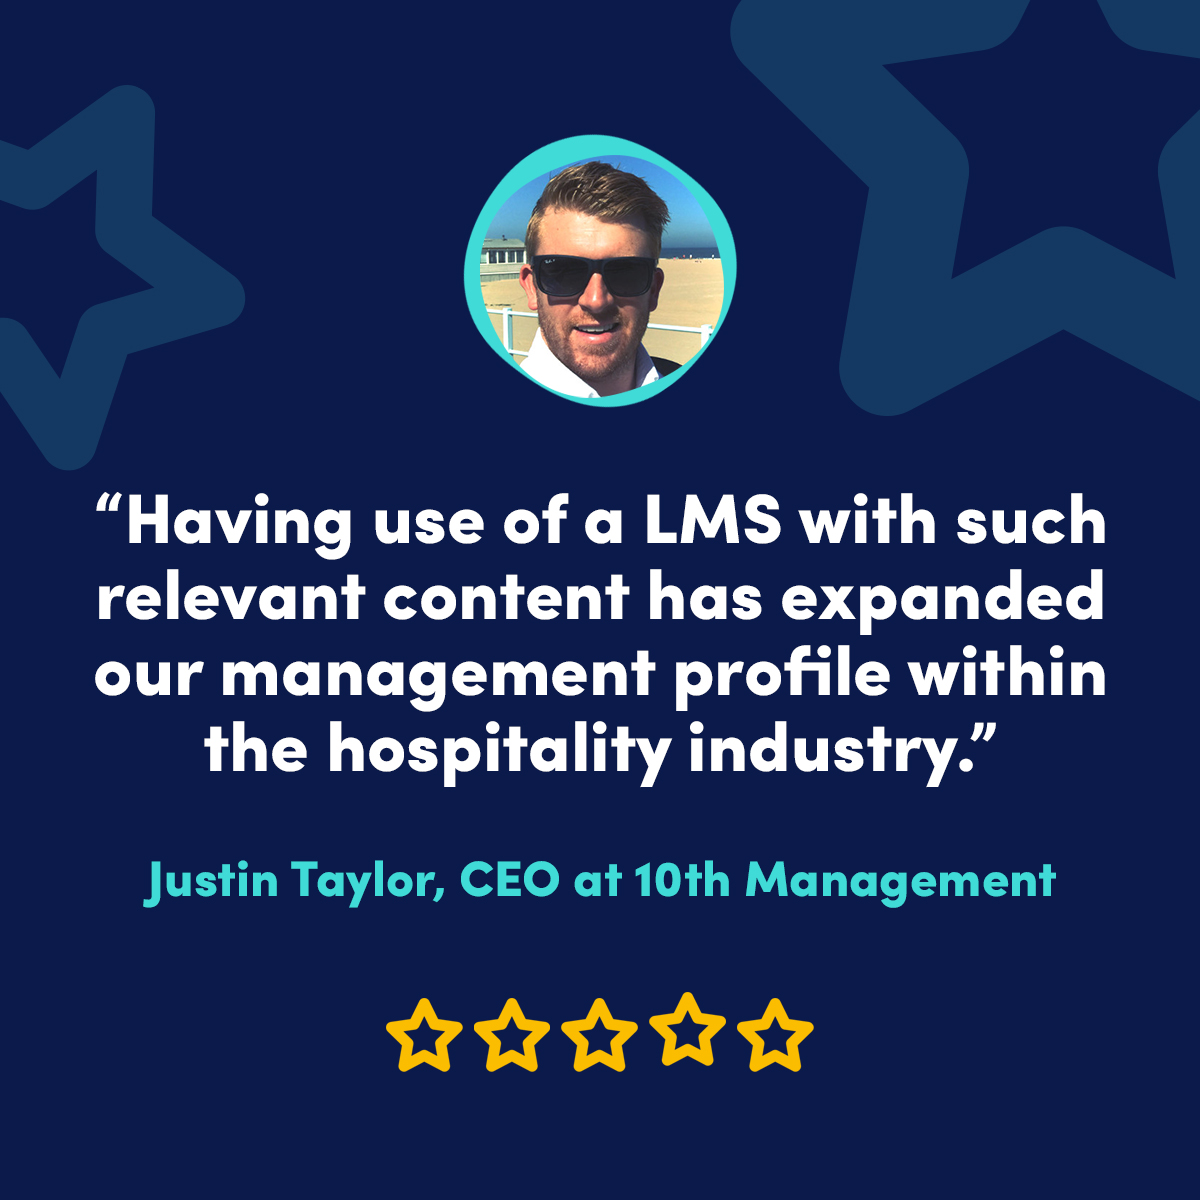 “Having use of a LMS with such
relevant content has expanded
our management profile within
the hospitality industry.”
Justin Taylor, CEO at 10th Management